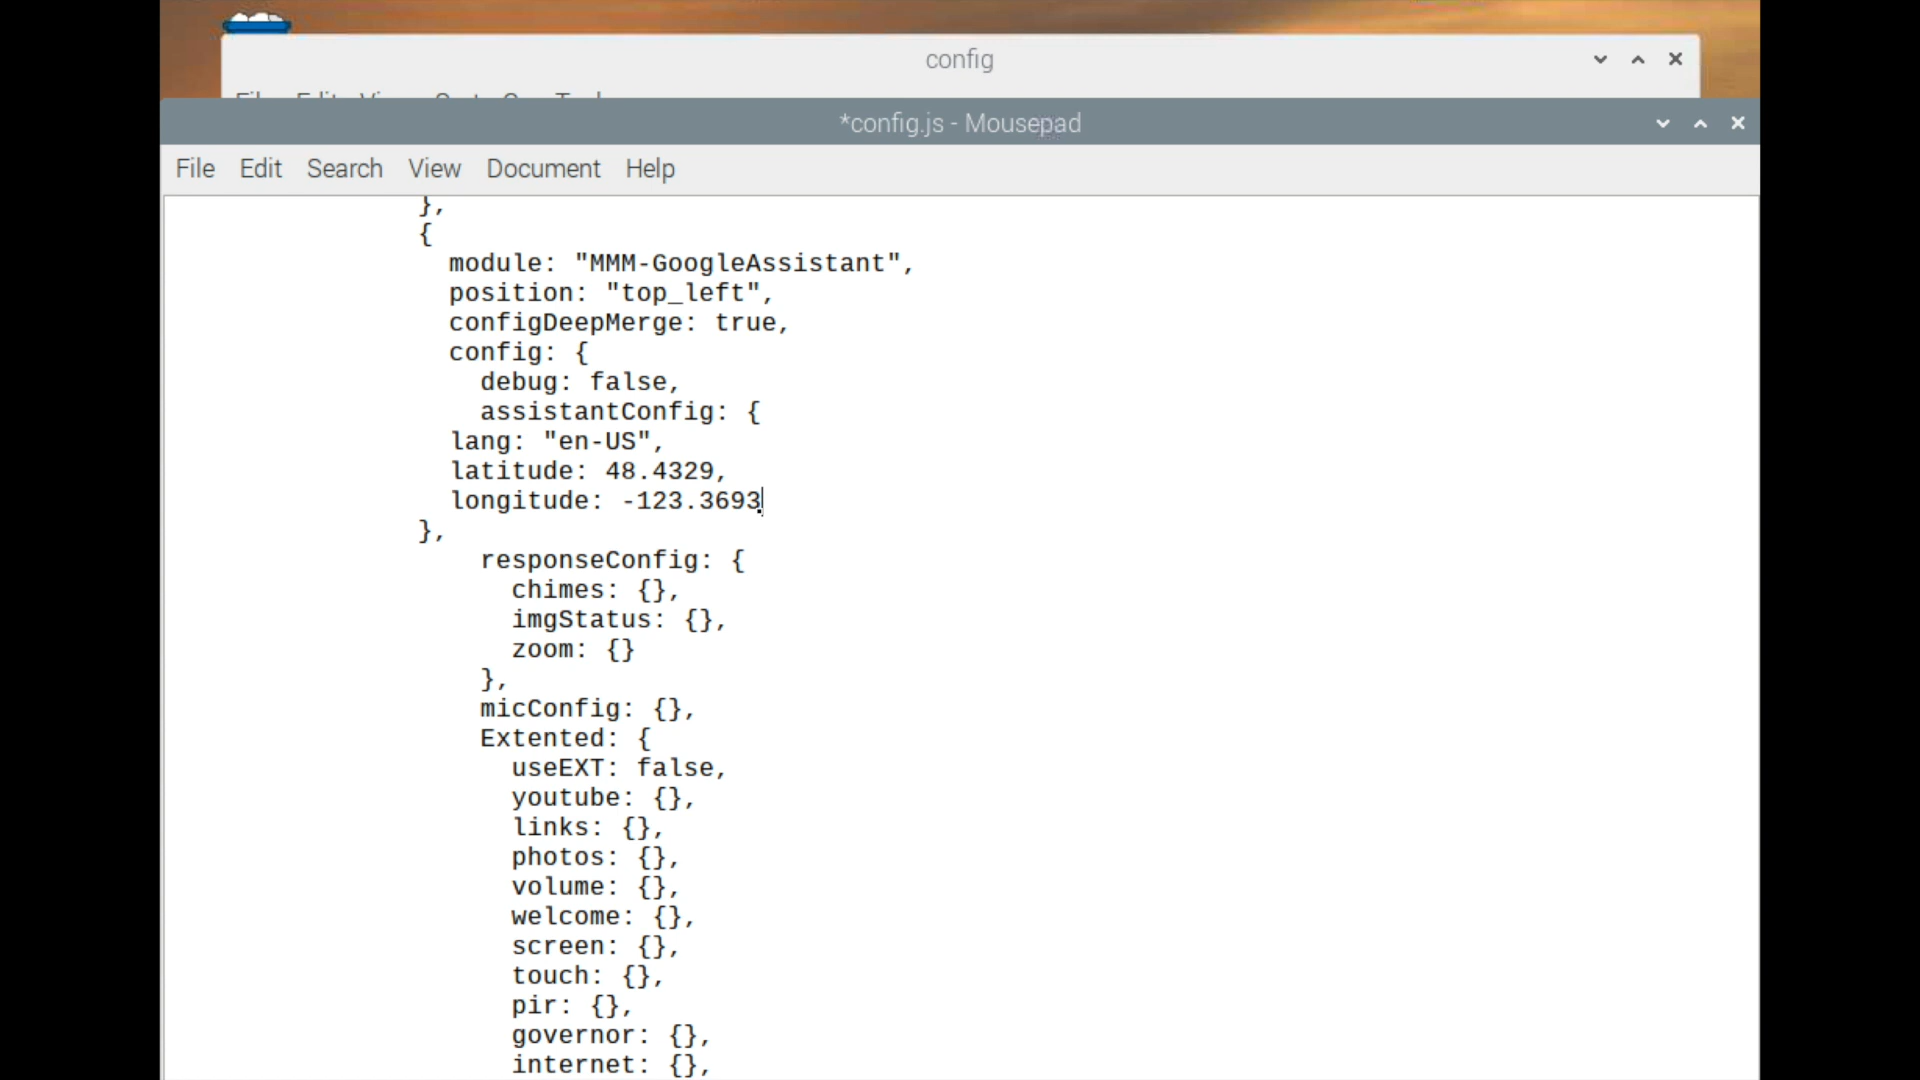 config
*config.js - Mousepad
File Edit Search View Document Help
},
{
module: "MMM-GoogleAssistant",
position: "top_left",
configDeepMerge: true,
config: {
debug: false,
assistantConfig: {
lang: "en-US",
latitude: 48.4329,
longitude: -123.3693
},
responseConfig: {
chimes: {},
imgStatus: {},
zoom: {}
},
micConfig: {},
Extented: {
useEXT: false,
youtube: {},
links: {},
photos: {},
volume: {},
welcome: {},
screen: {},
touch: {},
pir: {},
governor: {},
internet: {},